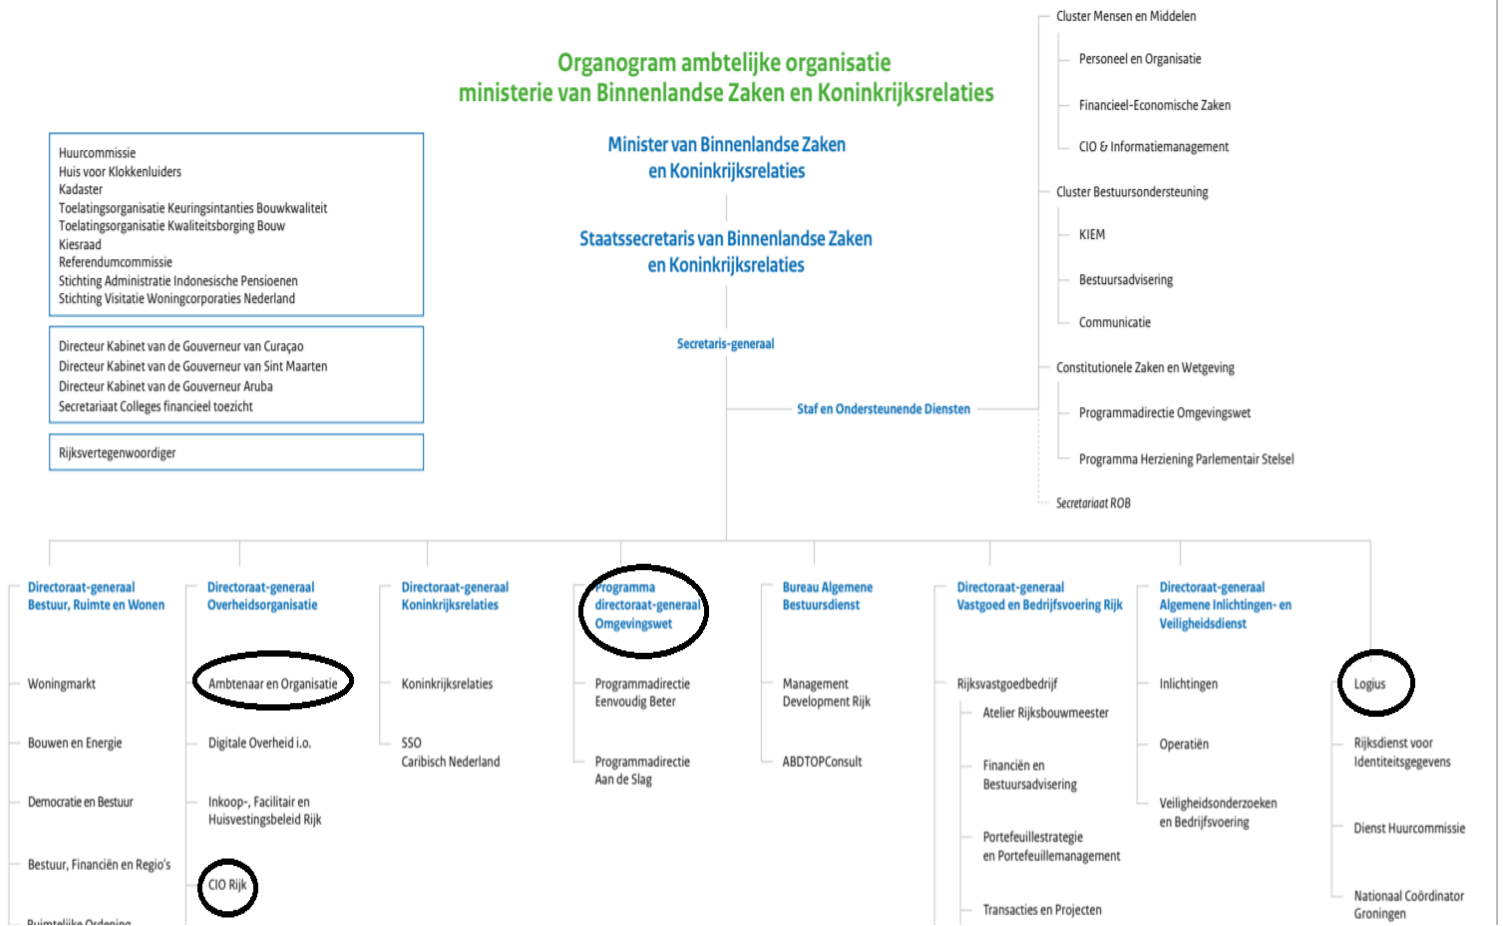 Organogram ambtelijke organisatie
ministerie van Binnenlandse Zaken en Koninkrijksrelaties
Minister van Binnenlandse Zaken
en Koninkrijksrelaties
Staatssecretaris van Binnenlandse Zaken
en Koninkrijksrelaties
Secretaris-generaal
Staf en Ondersteunende Diensten
Huurcommissie
Huis voor Klokkenluiders
Kadaster
Toelatingsorganisatie Keuringsintanties Bouwkwaliteit
Toelatingsorganisatie Kwaliteitsborging Bouw
Kiesraad
Referendumcommissie
Stichting Administratie Indonesische Pensioenen
Stichting Visitatie Woningcorporaties Nederland
Directeur Kabinet van de Gouverneur van Curaçao
Directeur Kabinet van de Gouverneur van Sint Maarten
Directeur Kabinet van de Gouverneur Aruba
Secretariaat Colleges financieel toezicht
Rijksvertegenwoordiger
Cluster Mensen en Middelen
Personeel en Organisatie
Financieel-Economische Zaken
CIO & Informatiemanagement
Cluster Bestuursondersteuning
KIEM
Bestuursadvisering
Communicatie
Constitutionele Zaken en Wetgeving
Programmadirectie Omgevingswet
Programma Herziening Parlementair Stelsel
Secretariaat ROB
Directoraat-generaal
Bestuur, Ruimte en Wonen
Woningmarkt
Bouwen en Energie
Democratie en Bestuur
Bestuur, Financiën en Regio's
Ruimtelijke Ordening
Directoraat-generaal
Overheidsorganisatie
Ambtenaar en Organisatie
Digitale Overheid i.o.
Inkoop-, Facilitair en
Huisvestingsbeleid Rijk
CIO Rijk
Directoraat-generaal
Koninkrijksrelaties
Koninkrijksrelaties
SSO
Caribisch Nederland
Programma
directoraat-generaal
Omgevingswet
Programmadirectie
Eenvoudig Beter
Programmadirectie
Aan de Slag
Bureau Algemene
Bestuursdienst
Management
Development Rijk
ABDTOPConsult
Directoraat-generaal
Vastgoed en Bedrijfsvoering Rijk
Rijksvastgoedbedrijf
Atelier Rijksbouwmeester
Financiën en
Bestuursadvisering
Portefeuillestrategie
en Portefeuillemanagement
Transacties en Projecten
Directoraat-generaal
Algemene Inlichtingen- en
Veiligheidsdienst
Inlichtingen
Operatiën
Veiligheidsonderzoeken
en Bedrijfsvoering
Logius
Rijksdienst voor
Identiteitsgegevens
Dienst Huurcommissie
Nationaal Coördinator
Groningen